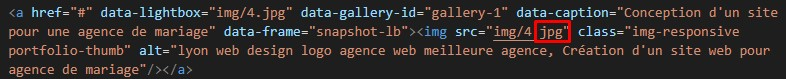 <a href="#" data-lightbox="img/4.jpg" data-gallery-id="gallery-1" data-caption="Conception d'un site
pour une agence de mariage" data-frame="snapshot-lb"><img src="img/4.jpg" class="img-responsive
portfolio-thumb" alt="lyon web design logo agence web meilleure agence, Création d'un site web pour
agence de mariage"/></a>